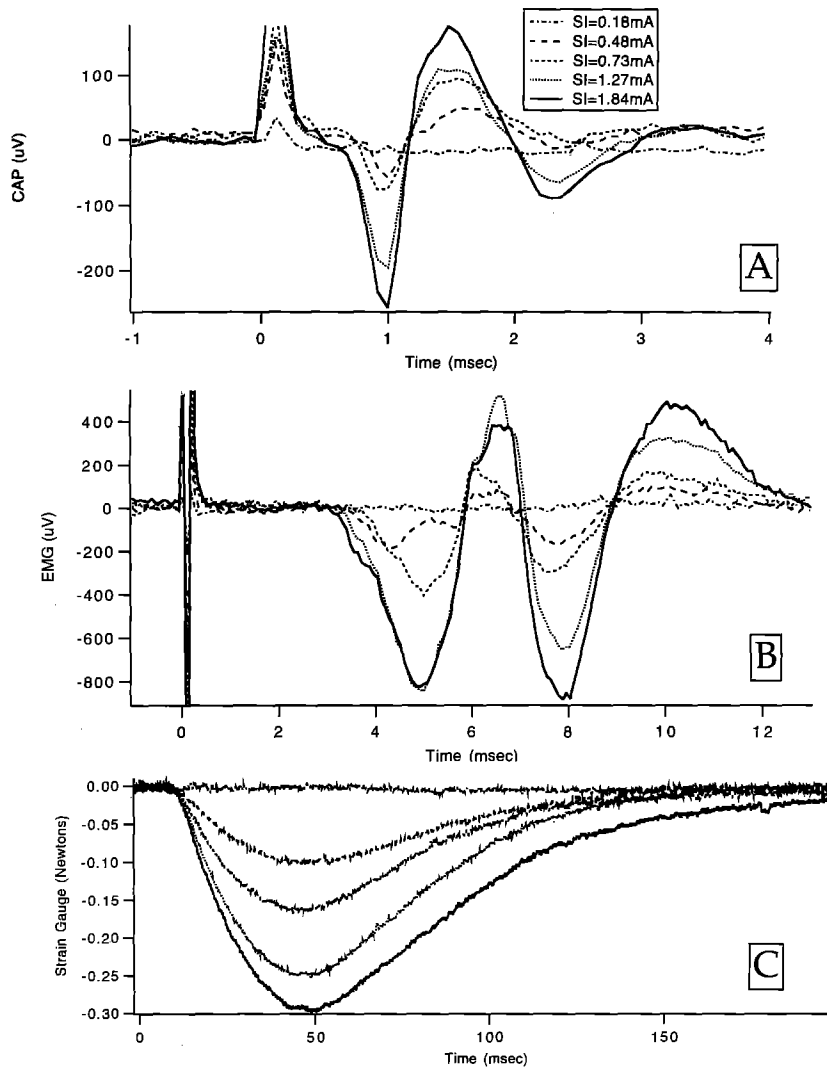 SI=0.18mA
SI=0.48mA
SI=0.73mA
SI=1.27mA
SI=1.84mA
100
0
-100
-200
CAP (uV)
A
-1
0
1
2
3
4
Time (msec)
400
200
0
-200
-400
-600
-800
EMG (uV)
B
0
2
4
6
8
10
12
Time (msec)
0.00
-0.05
-0.10
-0.15
-0.20
-0.25
-0.30
Strain Gauge (Newtons)
C
0
50
100
150
Time (msec)